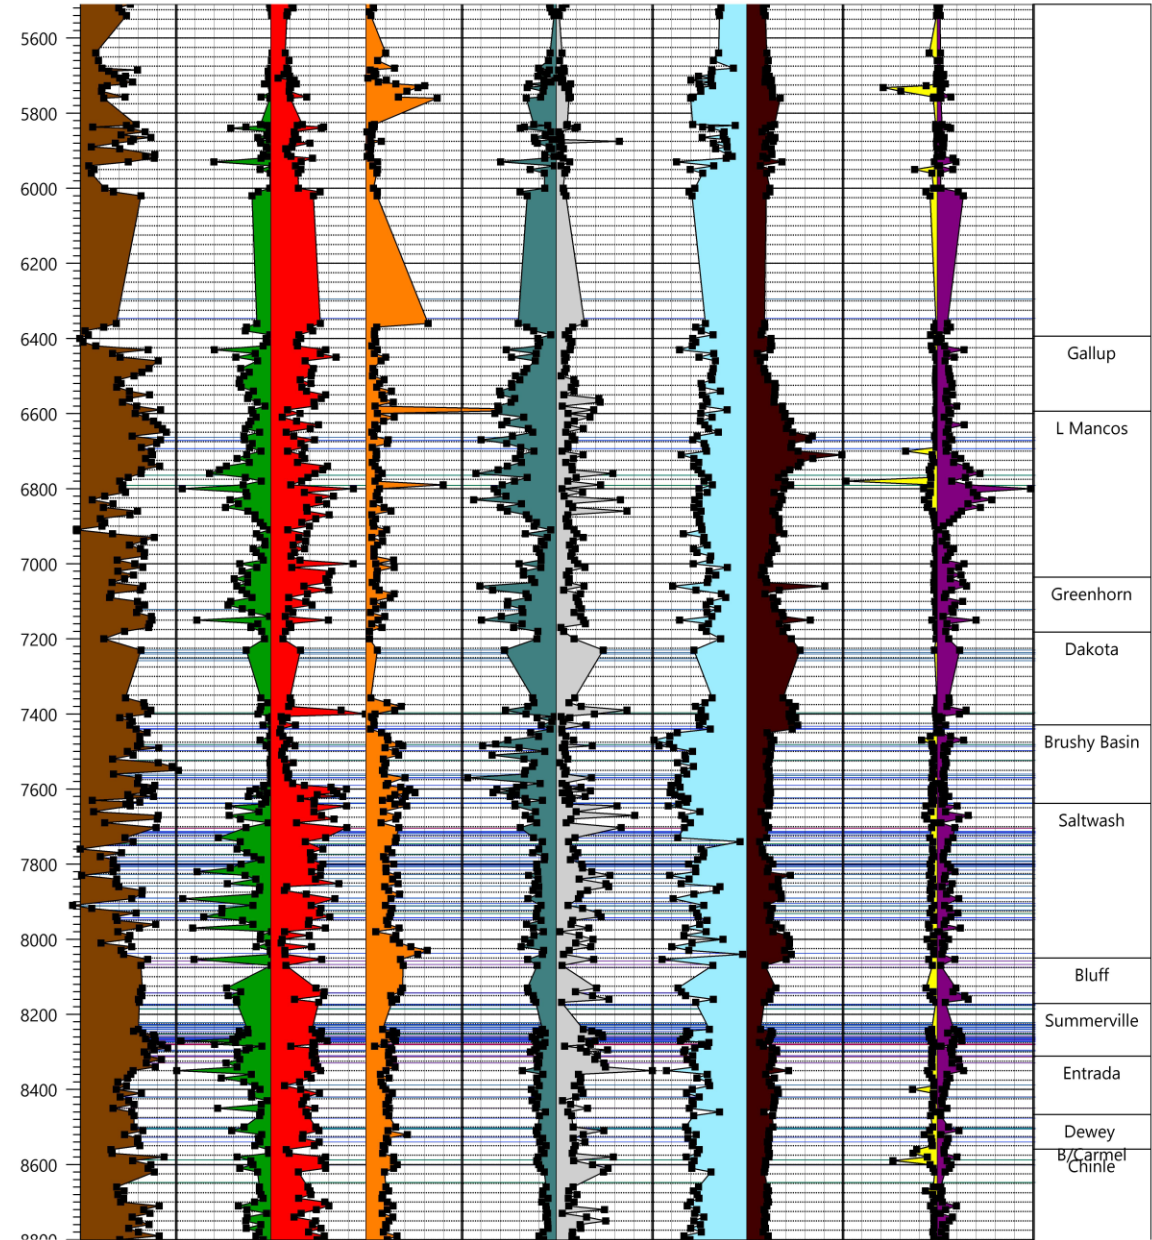 5600
5800
6000
6200
6400
Gallup
6600
L Mancos
6800
7000
Greenhorn
7200
Dakota
7400
Brushy Basin
7600
Saltwash
7800
8000
Bluff
8200
Summerville
Entrada
8400
Dewey
B/Carmel
Chinle
8600
8800